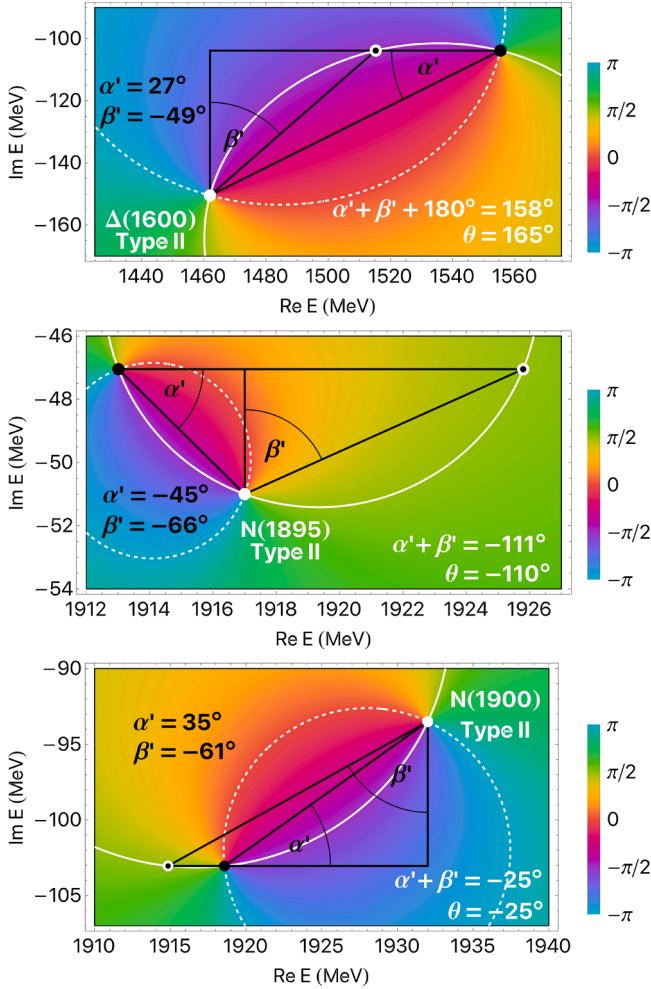 −100
−120
−140
−160
Im E (MeV)
α' = 27°
β' = −49°
β'
α'
Δ(1600)
Type II
α' + β' + 180° = 158°
θ = 165°
1440 1460 1480 1500 1520 1540 1560
Re E (MeV)
π
π/2
0
−π/2
−π
−46
−48
−50
−52
−54
Im E (MeV)
α'
β'
α' = −45°
β' = −66°
N(1895)
Type II
α' + β' = −111°
θ = −110°
1912 1914 1916 1918 1920 1922 1924 1926
Re E (MeV)
π
π/2
0
−π/2
−π
−90
−95
−100
−105
Im E (MeV)
α' = 35°
β' = −61°
N(1900)
Type II
β'
α'
α' + β' = −25°
θ = −25°
1910 1915 1920 1925 1930 1935 1940
Re E (MeV)
π
π/2
0
−π/2
−π